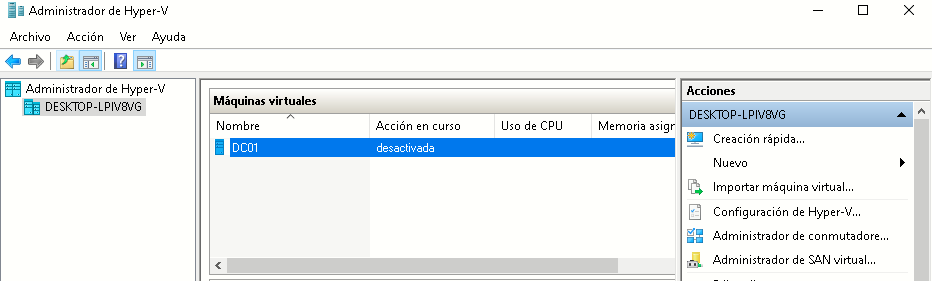 Administrador de Hyper-V
Archivo Acción Ver Ayuda
Administrador de Hyper-V
DESKTOP-LPIV8VG
Máquinas virtuales
Nombre Acción en curso Uso de CPU Memoria asign
DC01 desactivada
Acciones
DESKTOP-LPIV8VG
Creación rápida...
Nuevo
Importar máquina virtual...
Configuración de Hyper-V...
Administrador de conmutadore...
Administrador de SAN virtual...